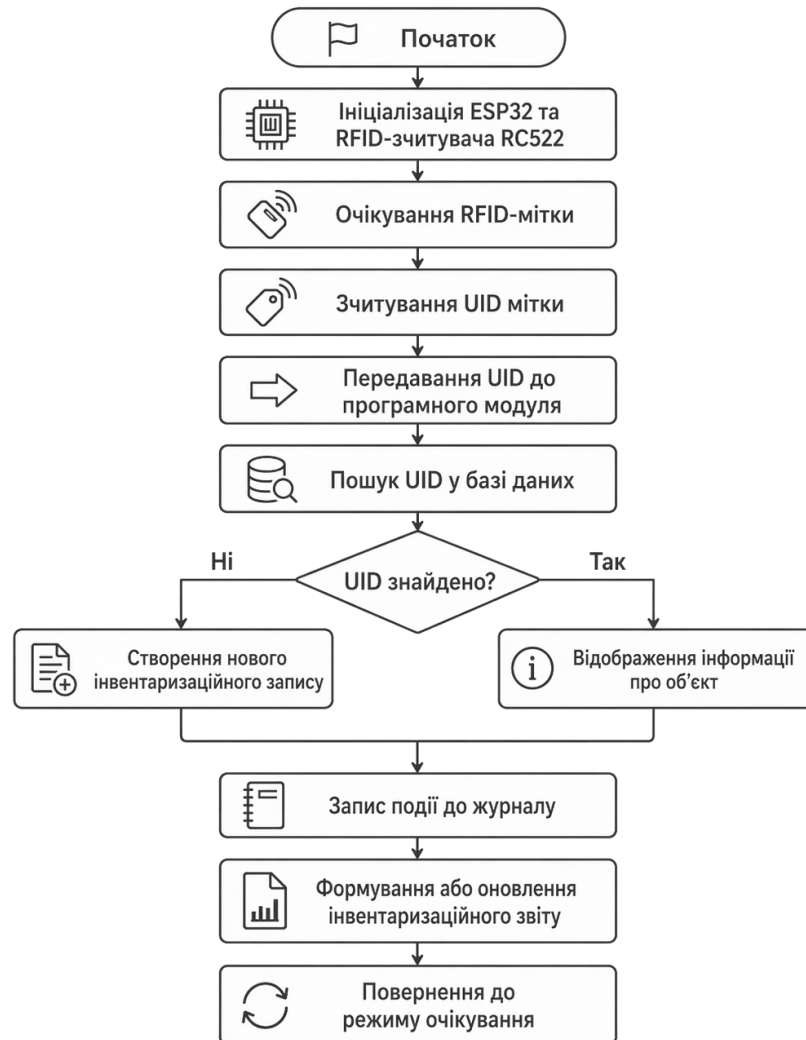 Початок
Ініціалізація ESP32 та
RFID-зчитувача RC522
Очікування RFID-мітки
Зчитування UID мітки
Передавання UID до
програмного модуля
Пошук UID у базі даних
UID знайдено?
Ні
Так
Створення нового
інвентаризаційного запису
Відображення інформації
про об’єкт
Запис події до журналу
Формування або оновлення
інвентаризаційного звіту
Повернення до
режиму очікування